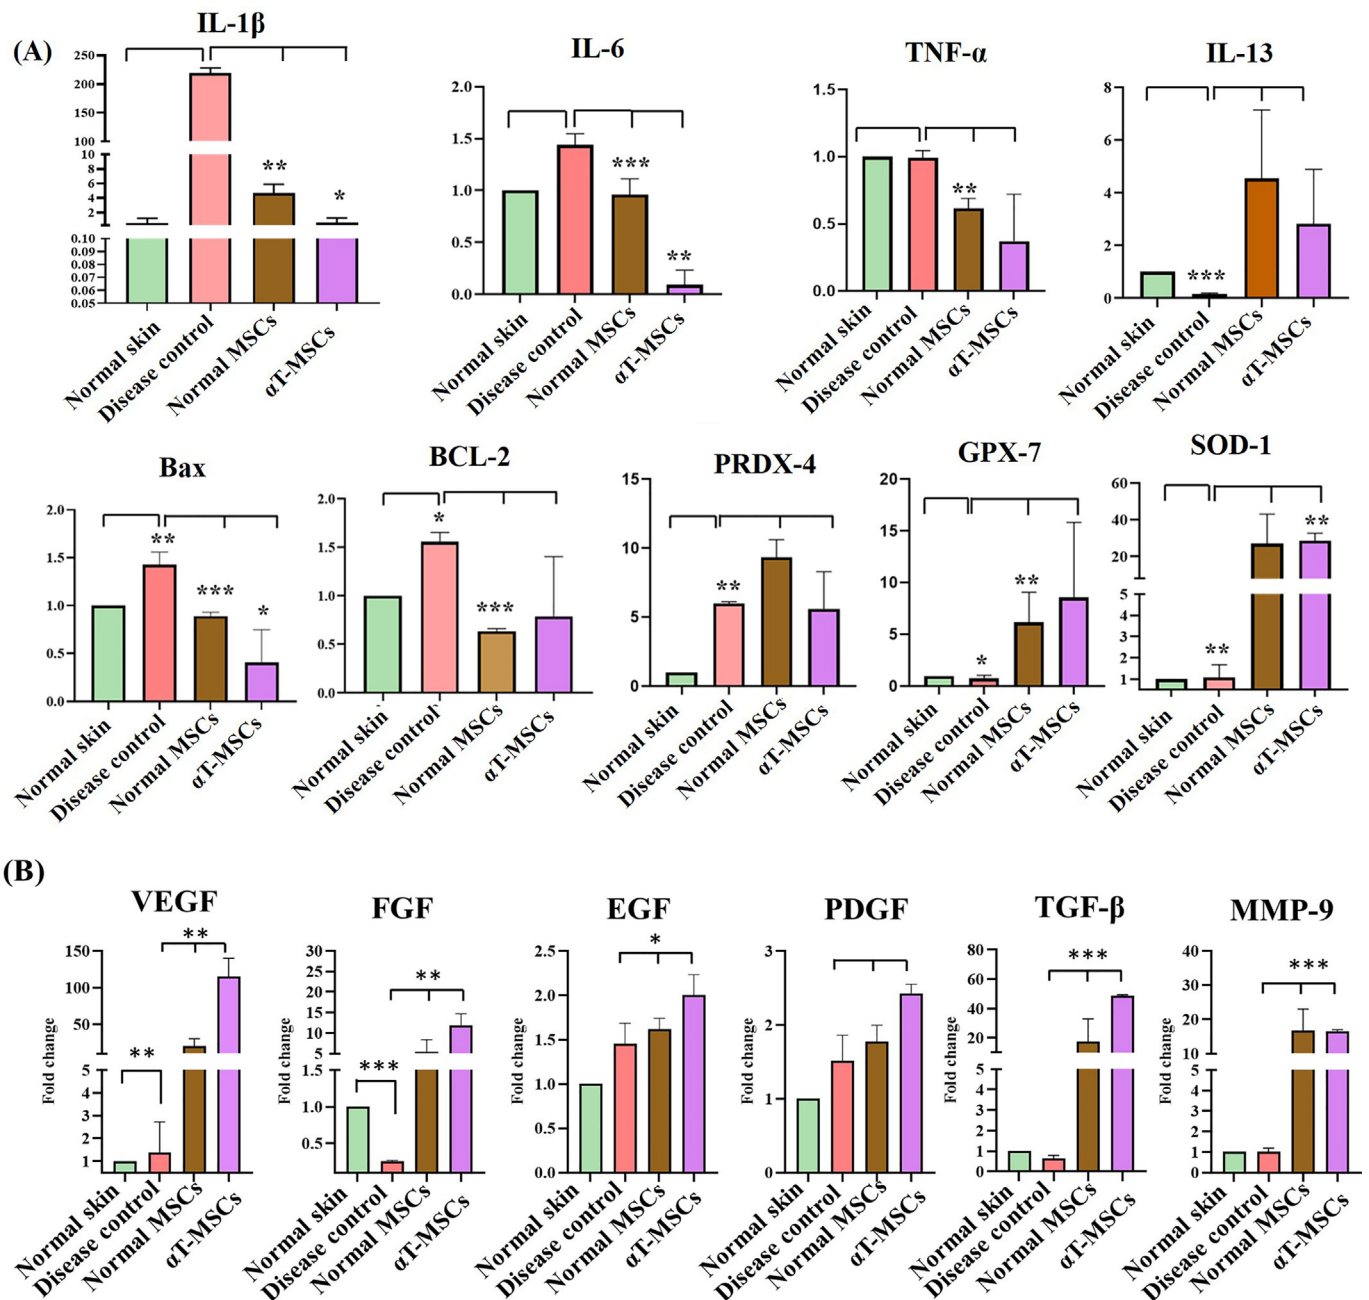 (A)
IL-1β
250
200
150
100
10
8
6
4
2
0.10
0.09
0.08
0.07
0.06
0.05
**
*
Normal skin
Disease control
Normal MSCs
αT-MSCs
IL-6
2.0
1.5
1.0
0.5
0.0
***
**
Normal skin
Disease control
Normal MSCs
αT-MSCs
TNF-α
1.5
1.0
0.5
0.0
**
Normal skin
Disease control
Normal MSCs
αT-MSCs
IL-13
8
6
4
2
0
***
Normal skin
Disease control
Normal MSCs
αT-MSCs
Bax
2.0
1.5
1.0
0.5
0.0
**
***
*
Normal skin
Disease control
Normal MSCs
αT-MSCs
BCL-2
2.0
1.5
1.0
0.5
0.0
*
***
Normal skin
Disease control
Normal MSCs
αT-MSCs
PRDX-4
15
10
5
0
**
Normal skin
Disease control
Normal MSCs
αT-MSCs
GPX-7
20
15
10
5
0
*
**
Normal skin
Disease control
Normal MSCs
αT-MSCs
SOD-1
60
40
20
5
4
3
2
1
**
**
Normal skin
Disease control
Normal MSCs
αT-MSCs
(B)
VEGF
Fold change
150
100
50
5
4
3
2
1
**
**
Normal skin
Disease control
Normal MSCs
αT-MSCs
FGF
Fold change
30
25
20
15
10
5
1.5
1.0
0.5
***
**
Normal skin
Disease control
Normal MSCs
αT-MSCs
EGF
Fold change
2.5
2.0
1.5
1.0
0.5
0.0
*
Normal skin
Disease control
Normal MSCs
αT-MSCs
PDGF
Fold change
3
2
1
0
Normal skin
Disease control
Normal MSCs
αT-MSCs
TGF-β
Fold change
80
60
40
20
5
4
3
2
1
0
***
Normal skin
Disease control
Normal MSCs
αT-MSCs
MMP-9
Fold change
40
30
20
10
5
4
3
2
1
0
***
Normal skin
Disease control
Normal MSCs
αT-MSCs